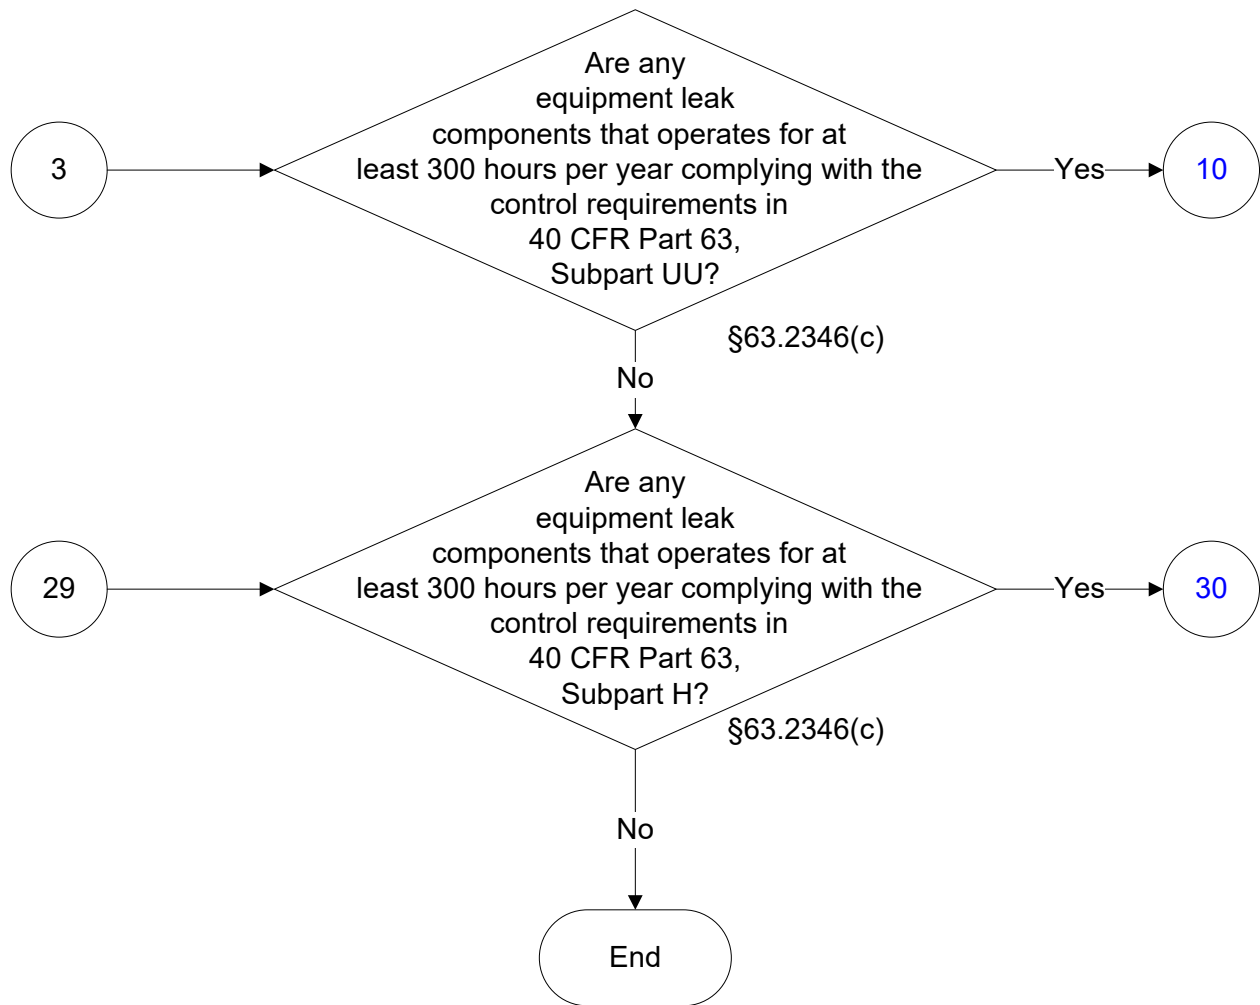 Are any
equipment leak
components that operates for at
3
least 300 hours per year complying with the
Yes
10
control requirements in
40 CFR Part 63,
Subpart UU?
§63.2346(c)
No
Are any
equipment leak
components that operates for at
29
least 300 hours per year complying with the
Yes
30
control requirements in
40 CFR Part 63,
Subpart H?
§63.2346(c)
No
End